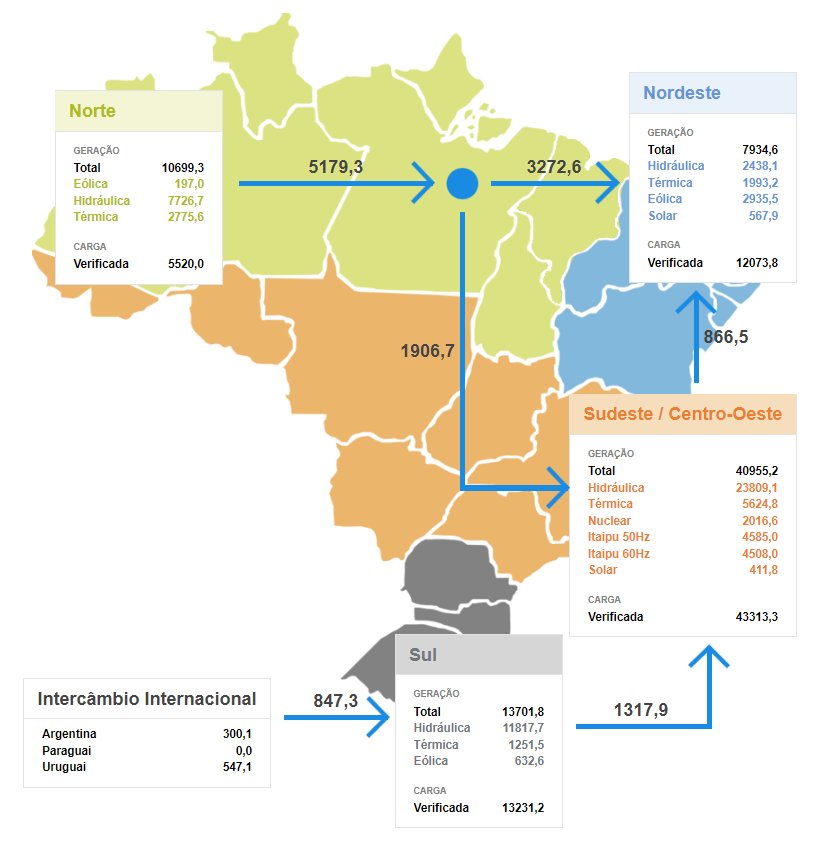 Norte
GERAÇÃO
Total 10699,3
Eólica 197,0
Hidráulica 7726,7
Térmica 2775,6
CARGA
Verificada 5520,0
5179,3
3272,6
Nordeste
GERAÇÃO
Total 7934,6
Hidráulica 2438,1
Térmica 1993,2
Eólica 2935,5
Solar 567,9
CARGA
Verificada 12073,8
1906,7
866,5
Sudeste / Centro-Oeste
GERAÇÃO
Total 40955,2
Hidráulica 23809,1
Térmica 5624,8
Nuclear 2016,6
Itaipu 50Hz 4585,0
Itaipu 60Hz 4508,0
Solar 411,8
CARGA
Verificada 43313,3
Intercâmbio Internacional
Argentina 300,1
Paraguai 0,0
Uruguai 547,1
847,3
Sul
GERAÇÃO
Total 13701,8
Hidráulica 11817,7
Térmica 1251,5
Eólica 632,6
CARGA
Verificada 13231,2
1317,9